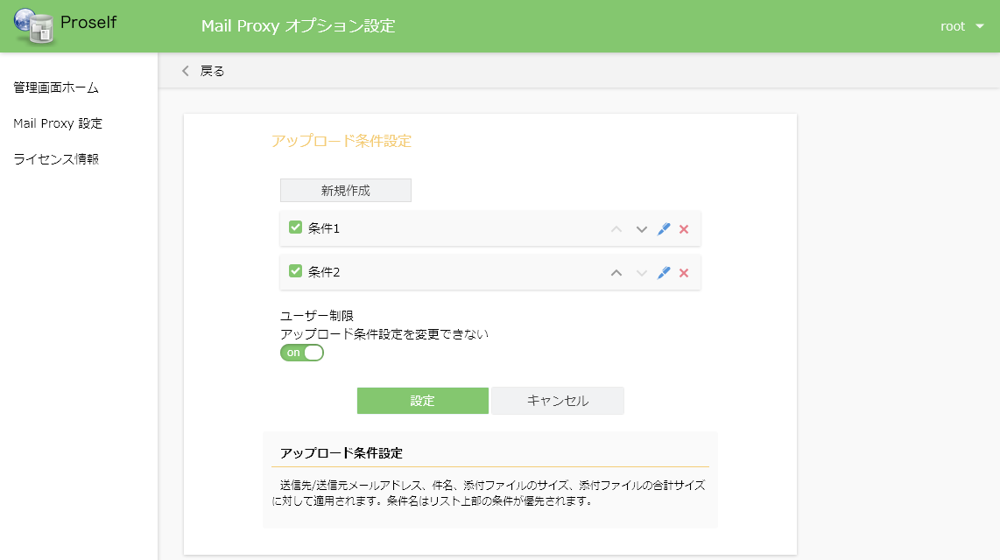 Proself
Mail Proxy オプション設定
root
戻る
管理画面ホーム
Mail Proxy 設定
ライセンス情報
アップロード条件設定
新規作成
条件1
条件2
ユーザー制限
アップロード条件設定を変更できない
on
設定
キャンセル
アップロード条件設定
送信先/送信元メールアドレス、件名、添付ファイルのサイズ、添付ファイルの合計サイズ
に対して適用されます。条件名はリスト上部の条件が優先されます。